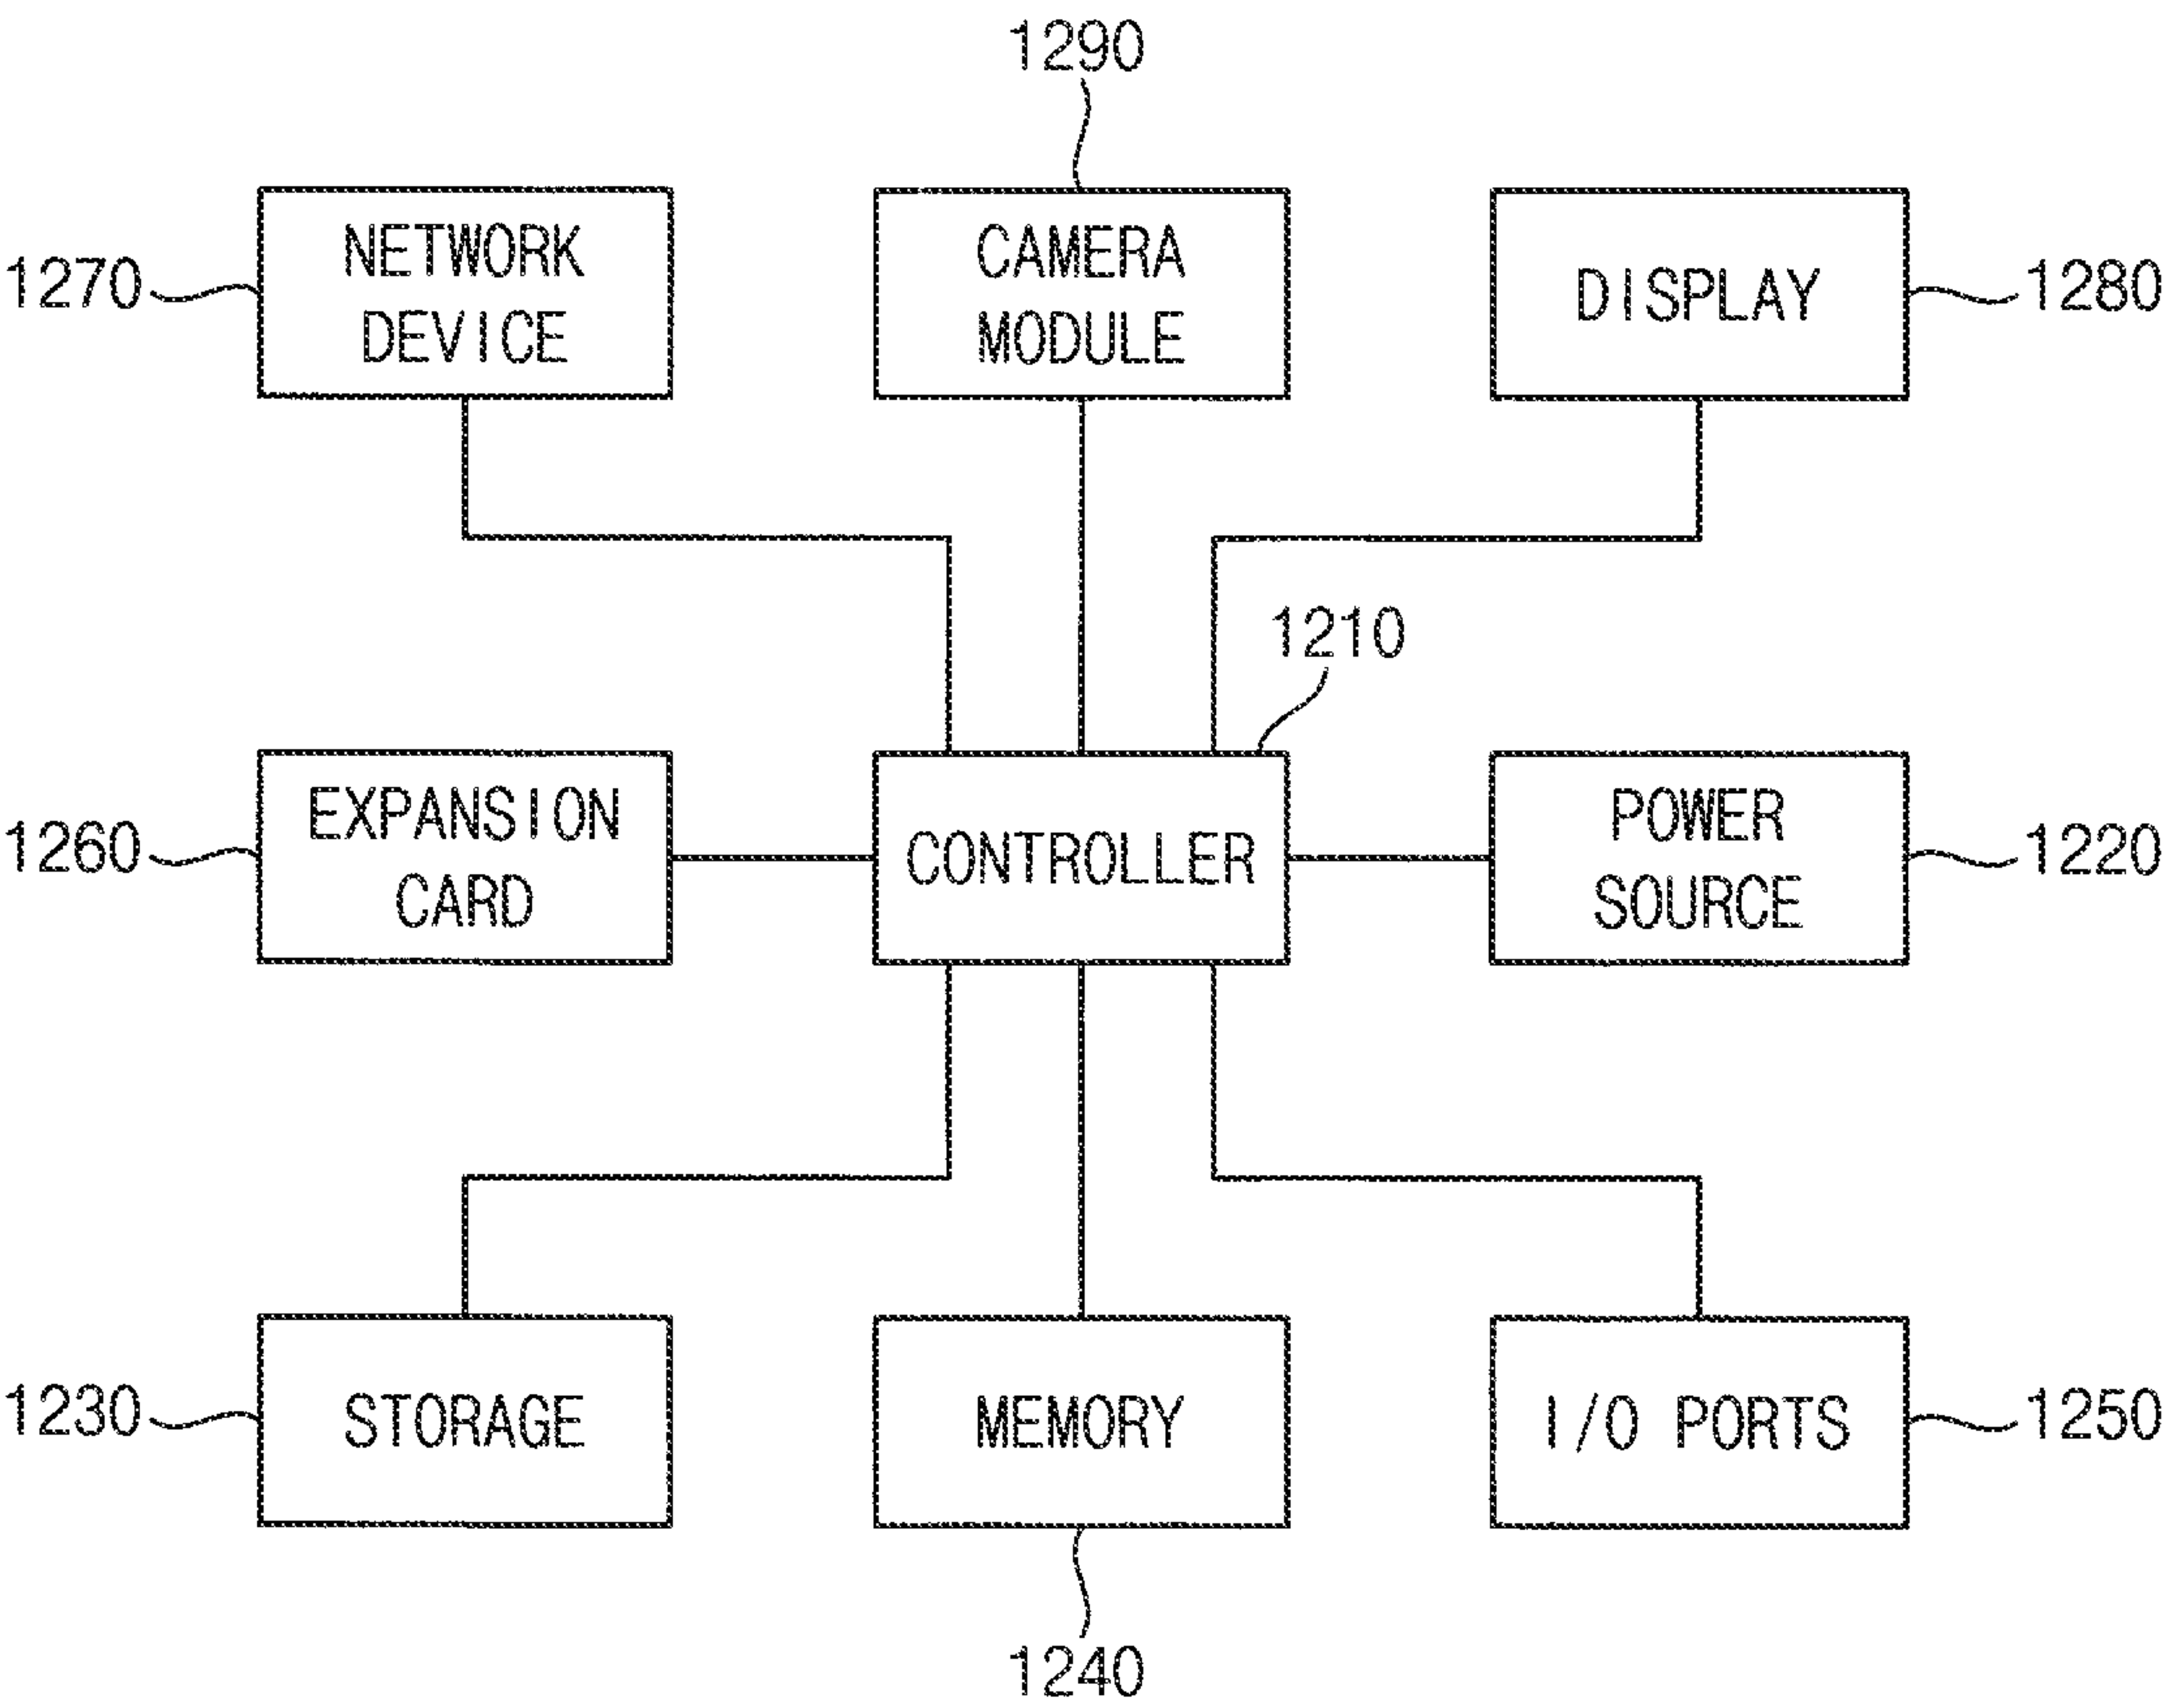 1290
NETWORK
DEVICE
CAMERA
MODULE
DISPLAY
1270
1280
1210
EXPANSION
CARD
CONTROLLER
POWER
SOURCE
1260
1220
STORAGE
MEMORY
I/O PORTS
1230
1250
1240